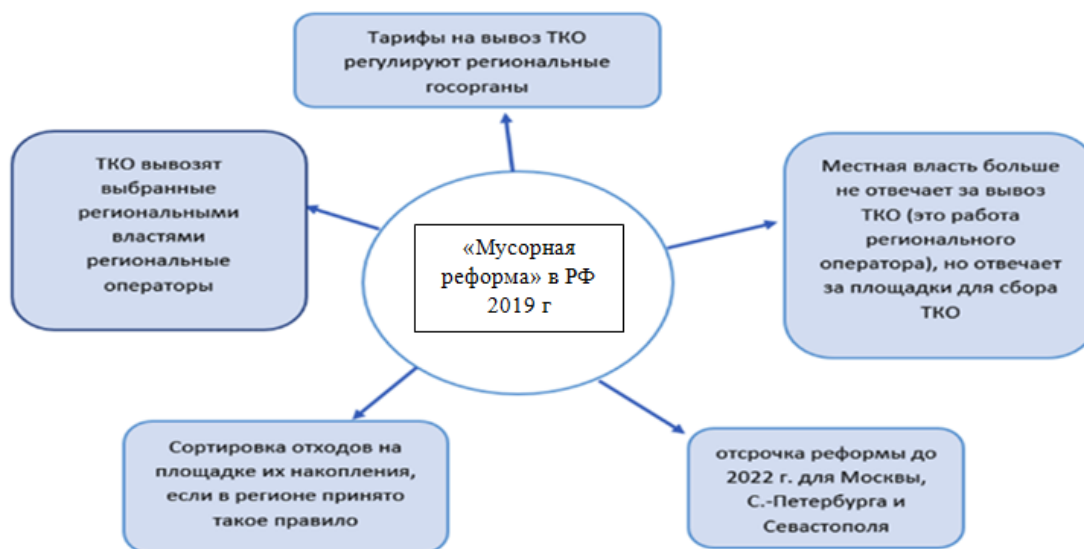 Тарифы на вывоз ТКО
регулируют региональные
госорганы
ТКО вывозят
выбранные
региональными
властями
региональные
операторы
«Мусорная
реформа» в РФ
2019 г
Местная власть больше
не отвечает за вывоз
ТКО (это работа
регионального
оператора), но отвечает
за площадки для сбора
ТКО
Сортировка отходов на
площадке их накопления,
если в регионе принято
такое правило
отсрочка реформы до
2022 г. для Москвы,
С.-Петербурга и
Севастополя